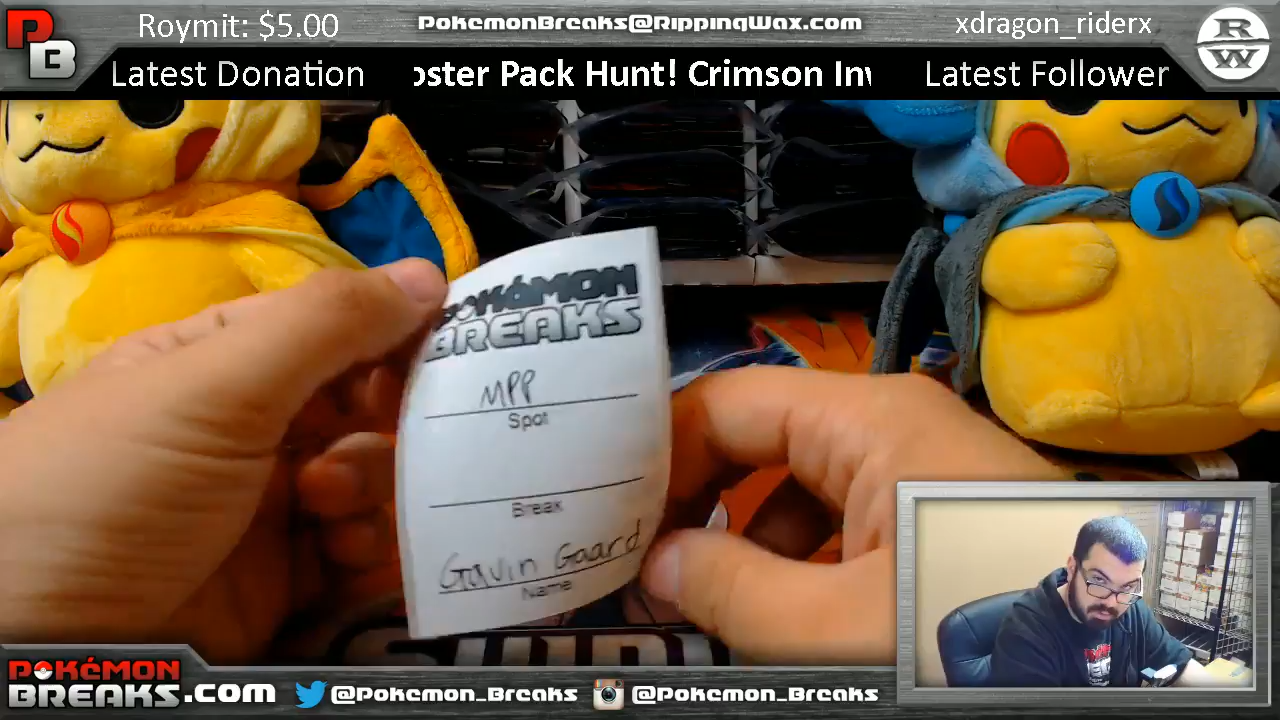 Roymit: $5.00
PokemonBreaks@RippingWax.com
xdragon_riderx
RW
PB
Latest Donation
oster Pack Hunt! Crimson Inv
Latest Follower
POKéMON
BREAKS
MPP
Spot
Break
Gavin Gaard
Name
POKéMON
BREAKS.com
@Pokemon_Breaks
@Pokemon_Breaks